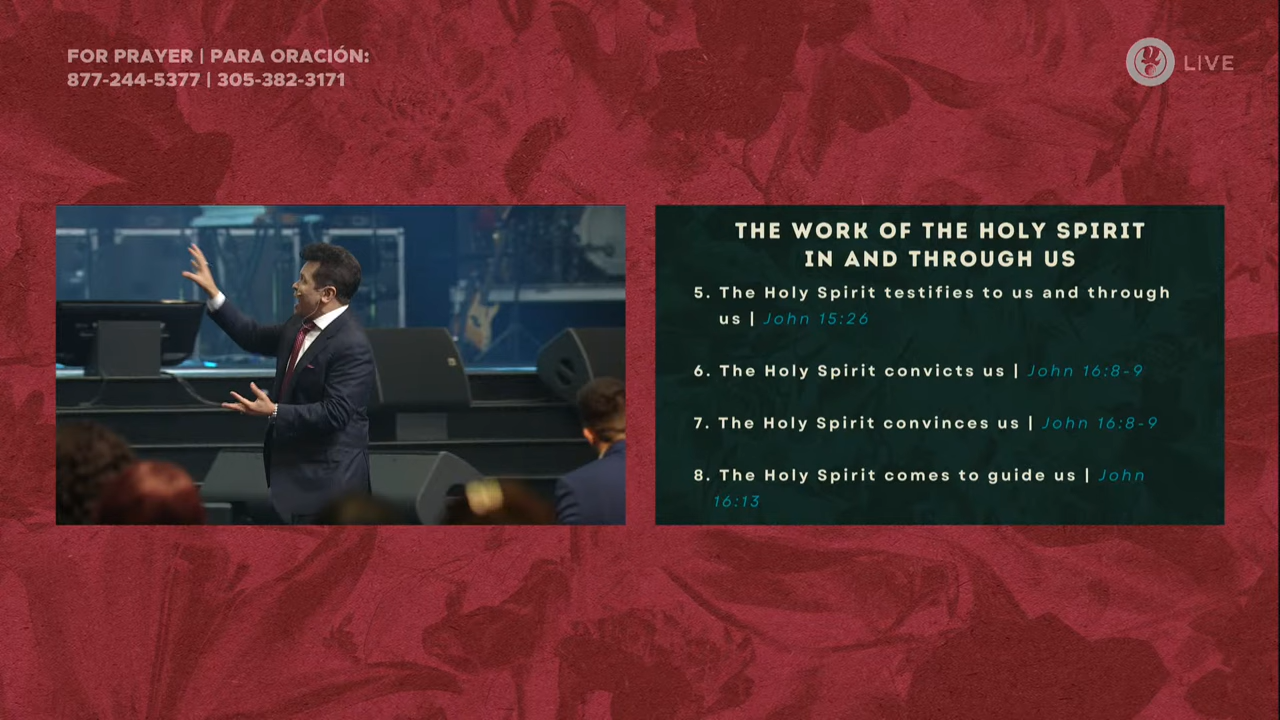 FOR PRAYER | PARA ORACIÓN:
877-244-5377 | 305-382-3171
LIVE
THE WORK OF THE HOLY SPIRIT
IN AND THROUGH US
5. The Holy Spirit testifies to us and through
us | John 15:26
6. The Holy Spirit convicts us | John 16:8-9
7. The Holy Spirit convinces us | John 16:8-9
8. The Holy Spirit comes to guide us | John
16:13